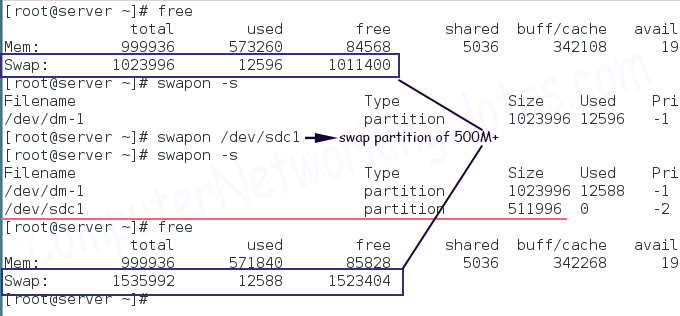 [root@server ~]# free
total used free shared buff/cache avail
Mem: 999936 573260 84568 5036 342108 19
Swap: 1023996 12596 1011400
[root@server ~]# swapon -s
Filename Type Size Used Pri
/dev/dm-1 partition 1023996 12596 -1
[root@server ~]# swapon /dev/sdc1 swap partition of 500M+
[root@server ~]# swapon -s
Filename Type Size Used Pri
/dev/dm-1 partition 1023996 12588 -1
/dev/sdc1 partition 511996 0 -2
[root@server ~]# free
total used free shared buff/cache avail
Mem: 999936 571840 85828 5036 342268 19
Swap: 1535992 12588 1523404
[root@server ~]#
ComputerNetworkingNotes.com